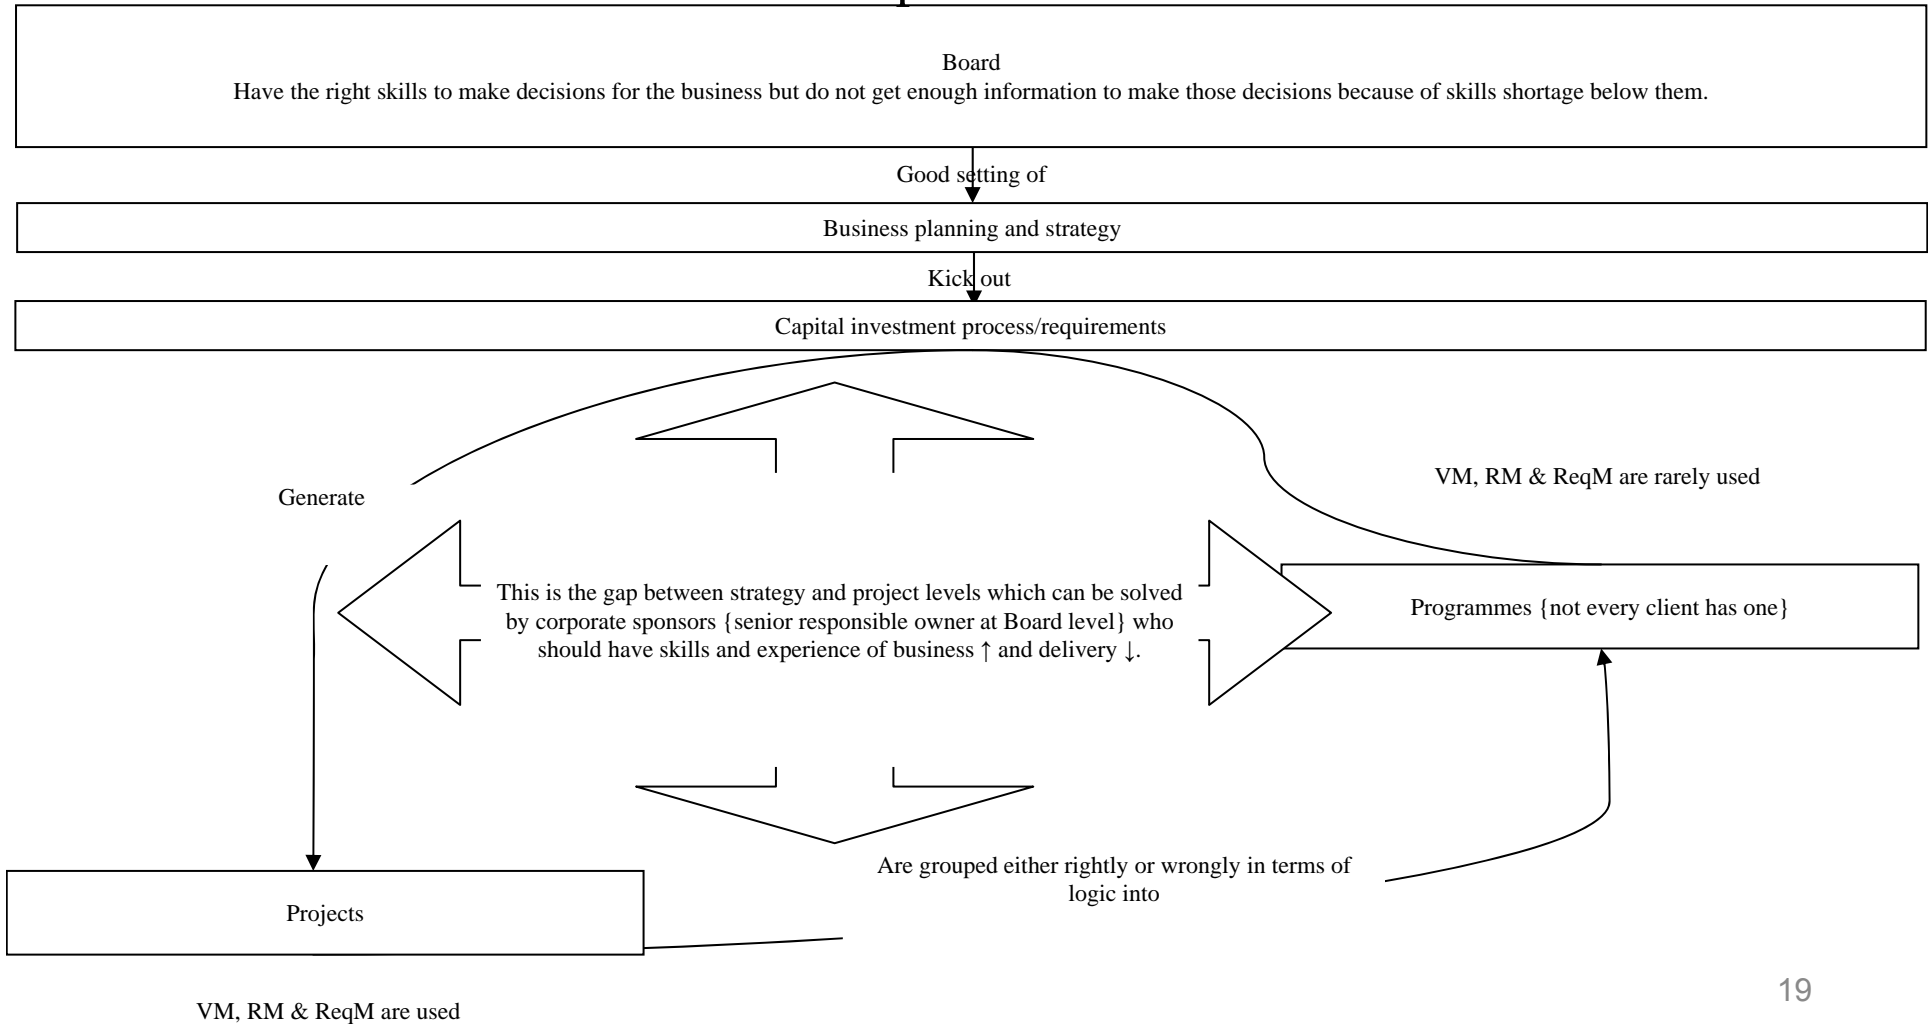 Board
Have the right skills to make decisions for the business but do not get enough information to make those decisions because of skills shortage below them.
Good setting of
Business planning and strategy
Kick out
Capital investment process/requirements
VM, RM & ReqM are rarely used
Generate
This is the gap between strategy and project levels which can be solved
by corporate sponsors {senior responsible owner at Board level} who
should have skills and experience of business ↑ and delivery ↓.
Programmes {not every client has one}
Are grouped either rightly or wrongly in terms of
logic into
Projects
VM, RM & ReqM are used
19